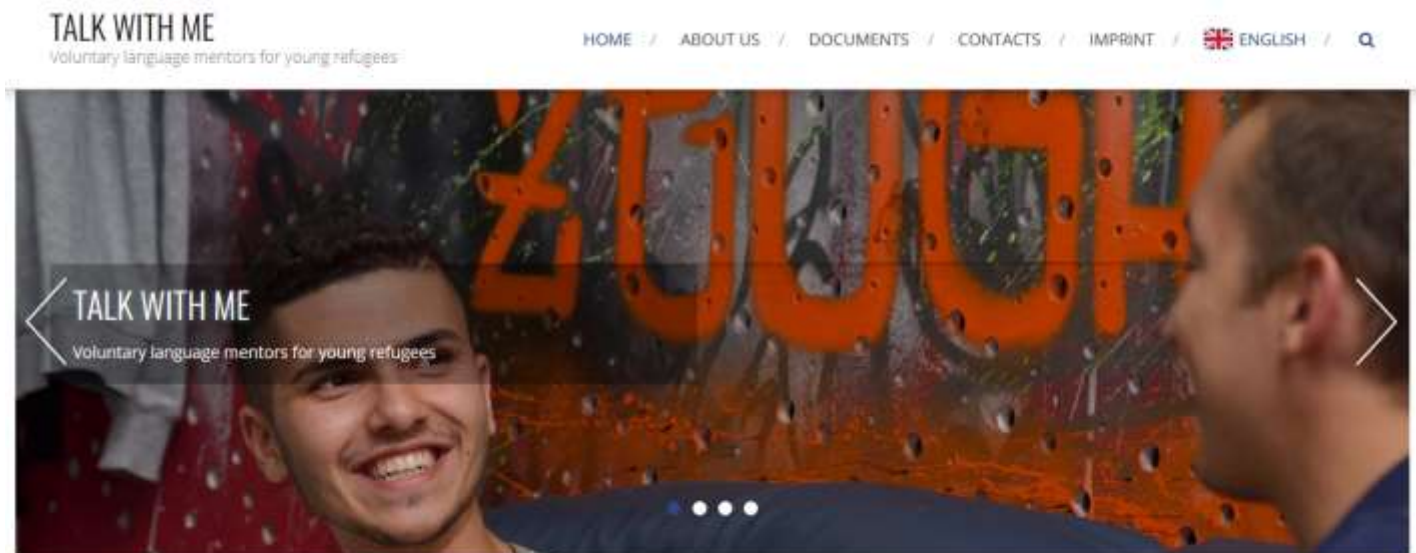 TALK WITH ME
Voluntary language mentors for young refugees
HOME / ABOUT US / DOCUMENTS / CONTACTS / IMPRINT / ENGLISH /
TALK WITH ME
Voluntary language mentors for young refugees